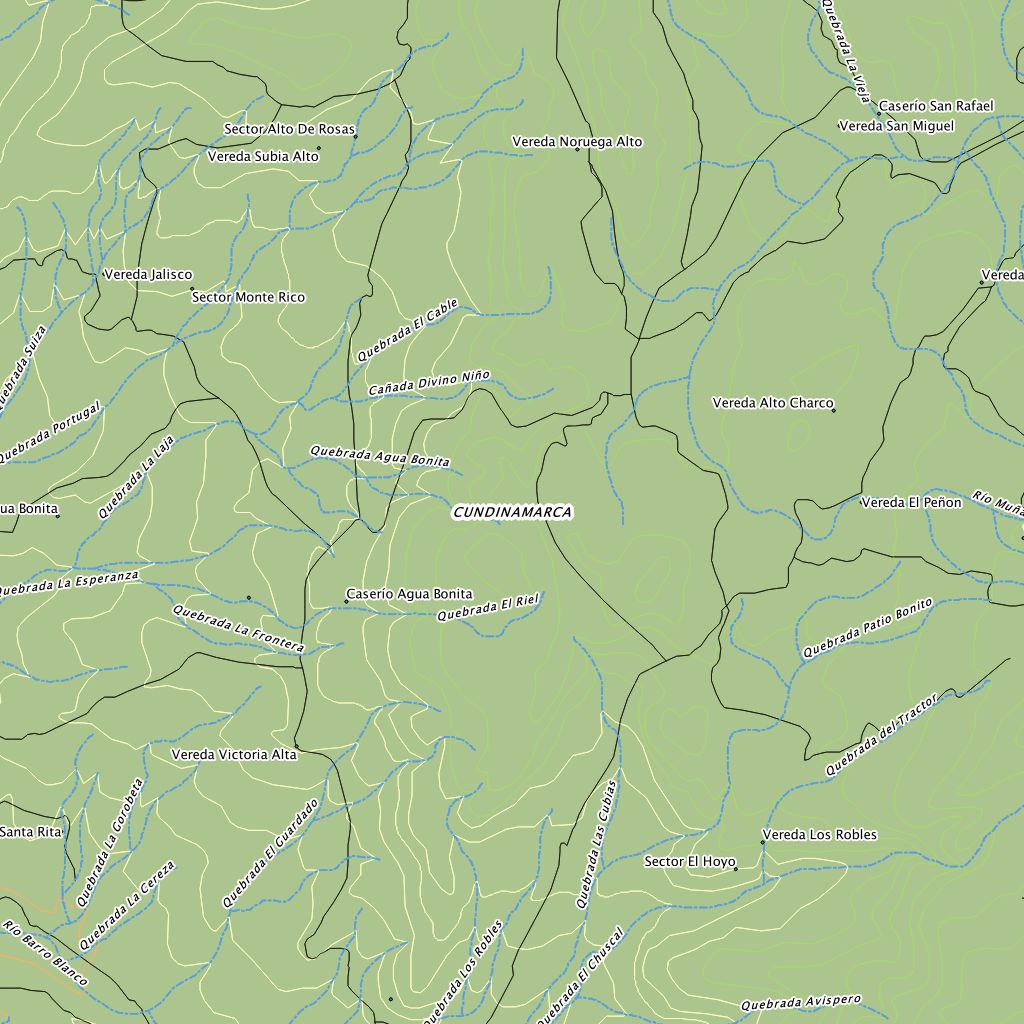 Quebrada La Vieja
Caserío San Rafael
Vereda San Miguel
Sector Alto De Rosas
Vereda Noruega Alto
Vereda Subia Alto
Vereda Jalisco
Vereda
Sector Monte Rico
Quebrada El Cable
Quebrada Suiza
Cañada Divino Niño
Vereda Alto Charco
Quebrada Portugal
Quebrada La Laja
Quebrada Agua Bonita
ua Bonita
CUNDINAMARCA
Vereda El Peñon
Río Muña
Quebrada La Esperanza
Caserío Agua Bonita
Quebrada El Riel
Quebrada La Frontera
Quebrada Patio Bonito
Quebrada del Tractor
Vereda Victoria Alta
Quebrada La Gorobeta
Quebrada El Guardado
Quebrada Las Cubias
Santa Rita
Vereda Los Robles
Sector El Hoyo
Quebrada La Cereza
Río Barro Blanco
Quebrada Los Robles
Quebrada El Chuscal
Quebrada Avispero